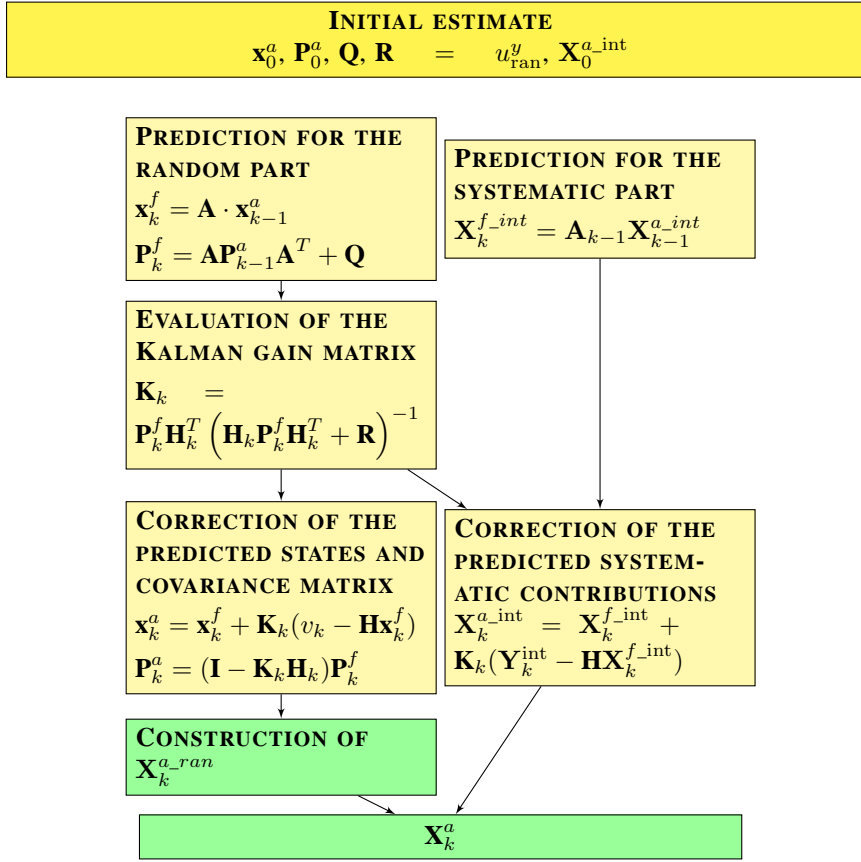 INITIAL ESTIMATE
x_0^a, P_0^a, Q, R = u_ran^y, X_0^{a_int}
PREDICTION FOR THE
RANDOM PART
x_k^f = A · x_{k−1}^a
P_k^f = AP_{k−1}^a A^T + Q
PREDICTION FOR THE
SYSTEMATIC PART
X_k^{f_int} = A_{k−1}X_{k−1}^{a_int}
EVALUATION OF THE
KALMAN GAIN MATRIX
K_k =
P_k^f H_k^T (H_k P_k^f H_k^T + R)^{−1}
CORRECTION OF THE
PREDICTED STATES AND
COVARIANCE MATRIX
x_k^a = x_k^f + K_k(v_k − Hx_k^f)
P_k^a = (I − K_k H_k)P_k^f
CORRECTION OF THE
PREDICTED SYSTEM-
ATIC CONTRIBUTIONS
X_k^{a_int} = X_k^{f_int} +
K_k(Y_k^{int} − HX_k^{f_int})
CONSTRUCTION OF
X_k^{a_ran}
X_k^a